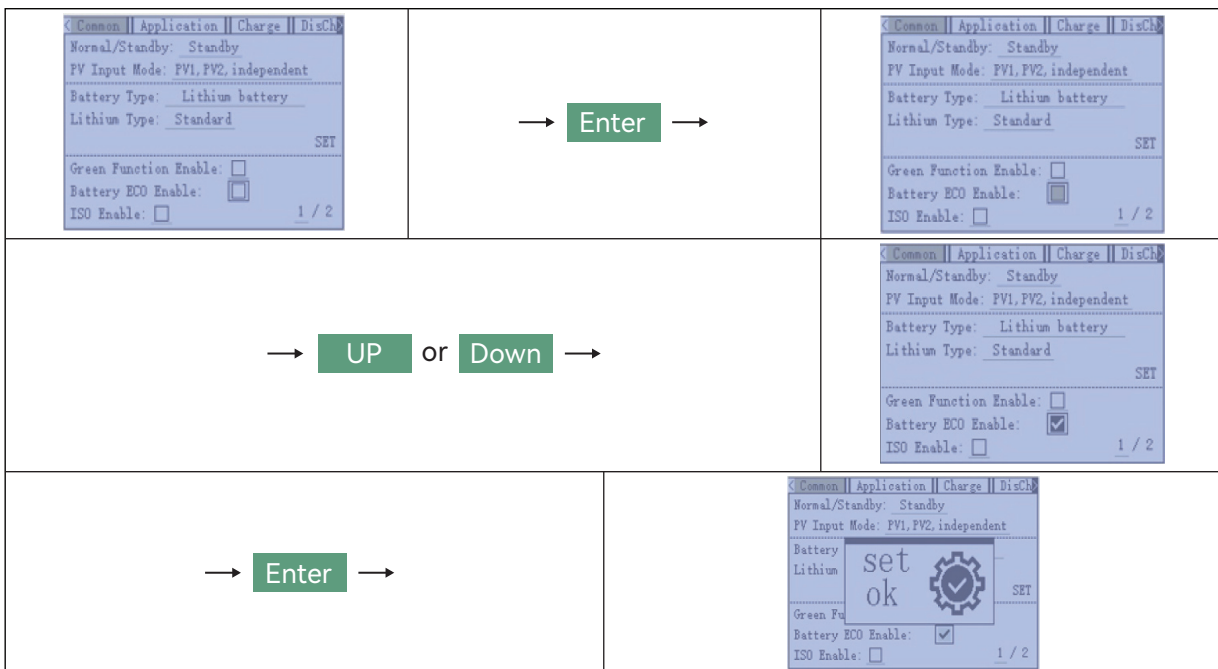 Common Application Charge DisCh
Normal/Standby: Standby
PV Input Mode: PV1, PV2, independent
Battery Type: Lithium battery
Lithium Type: Standard
SET
Green Function Enable:
Battery ECO Enable:
ISO Enable: 1 / 2
→ Enter →
Common Application Charge DisCh
Normal/Standby: Standby
PV Input Mode: PV1, PV2, independent
Battery Type: Lithium battery
Lithium Type: Standard
SET
Green Function Enable:
Battery ECO Enable:
ISO Enable: 1 / 2
→ UP or Down →
Common Application Charge DisCh
Normal/Standby: Standby
PV Input Mode: PV1, PV2, independent
Battery Type: Lithium battery
Lithium Type: Standard
SET
Green Function Enable:
Battery ECO Enable:
ISO Enable: 1 / 2
→ Enter →
Common Application Charge DisCh
Normal/Standby: Standby
PV Input Mode: PV1, PV2, independent
Battery
Lithium
set
ok
SET
Green Fu
Battery ECO Enable:
ISO Enable: 1 / 2